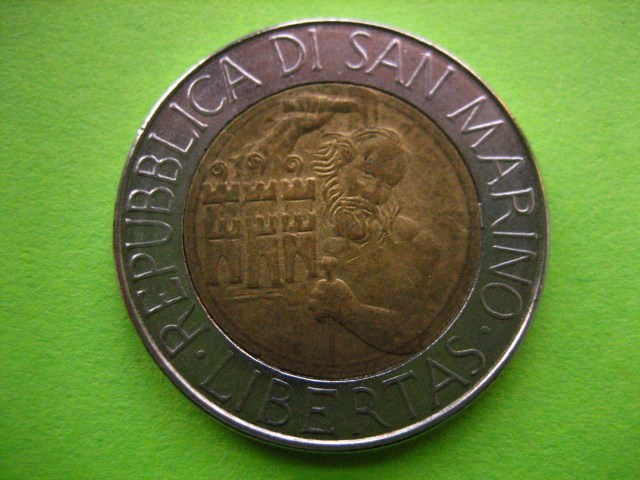 · REPUBBLICA DI SAN MARINO ·
LIBERTAS